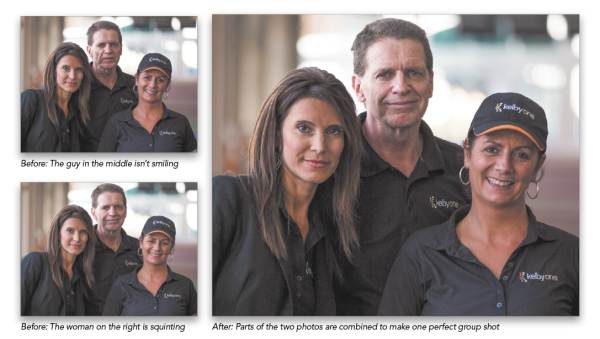 Before: The guy in the middle isn't smiling
Before: The woman on the right is squinting
kelbyone
kelbyone
kelbyone
After: Parts of the two photos are combined to make one perfect group shot